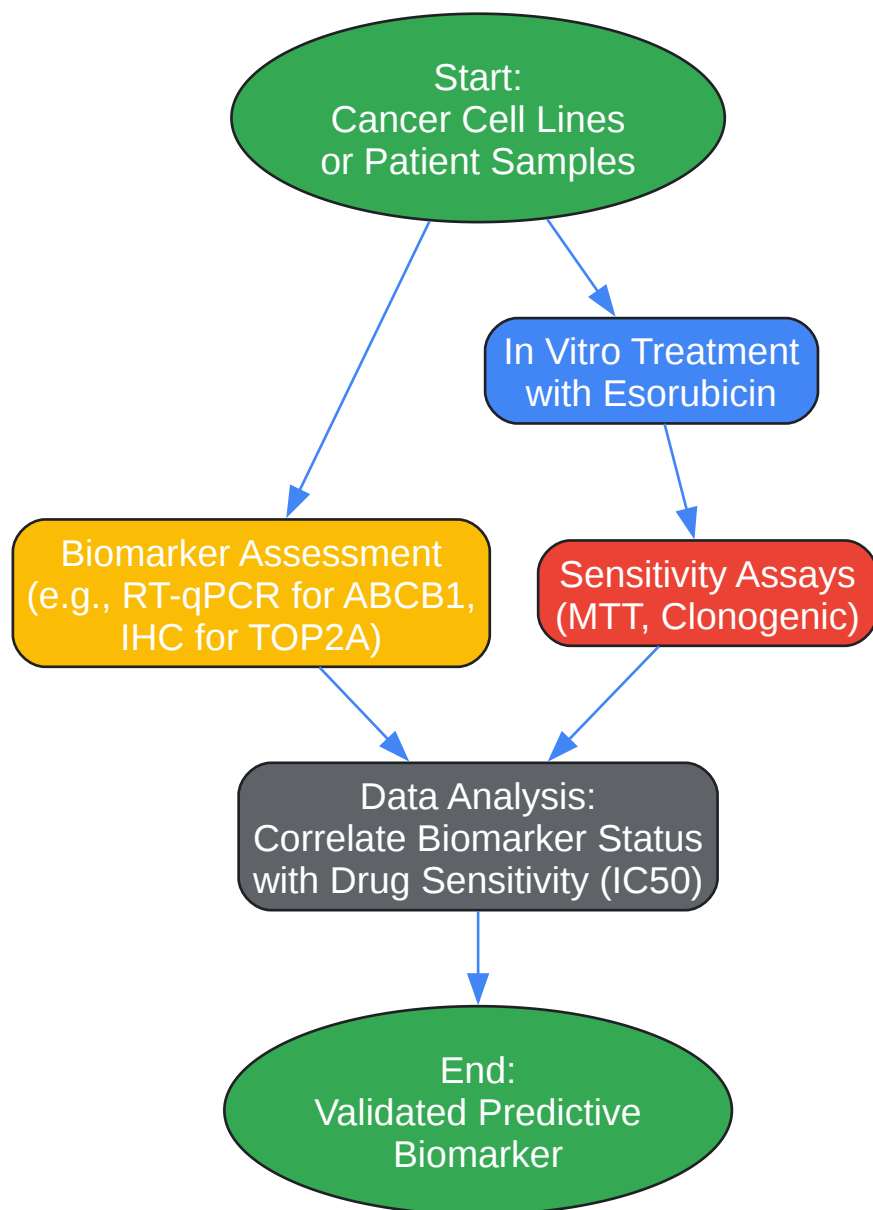 Start:
Cancer Cell Lines
or Patient Samples
In Vitro Treatment
with Esorubicin
Biomarker Assessment
(e.g., RT-qPCR for ABCB1,
IHC for TOP2A)
Sensitivity Assays
(MTT, Clonogenic)
Data Analysis:
Correlate Biomarker Status
with Drug Sensitivity (IC50)
End:
Validated Predictive
Biomarker